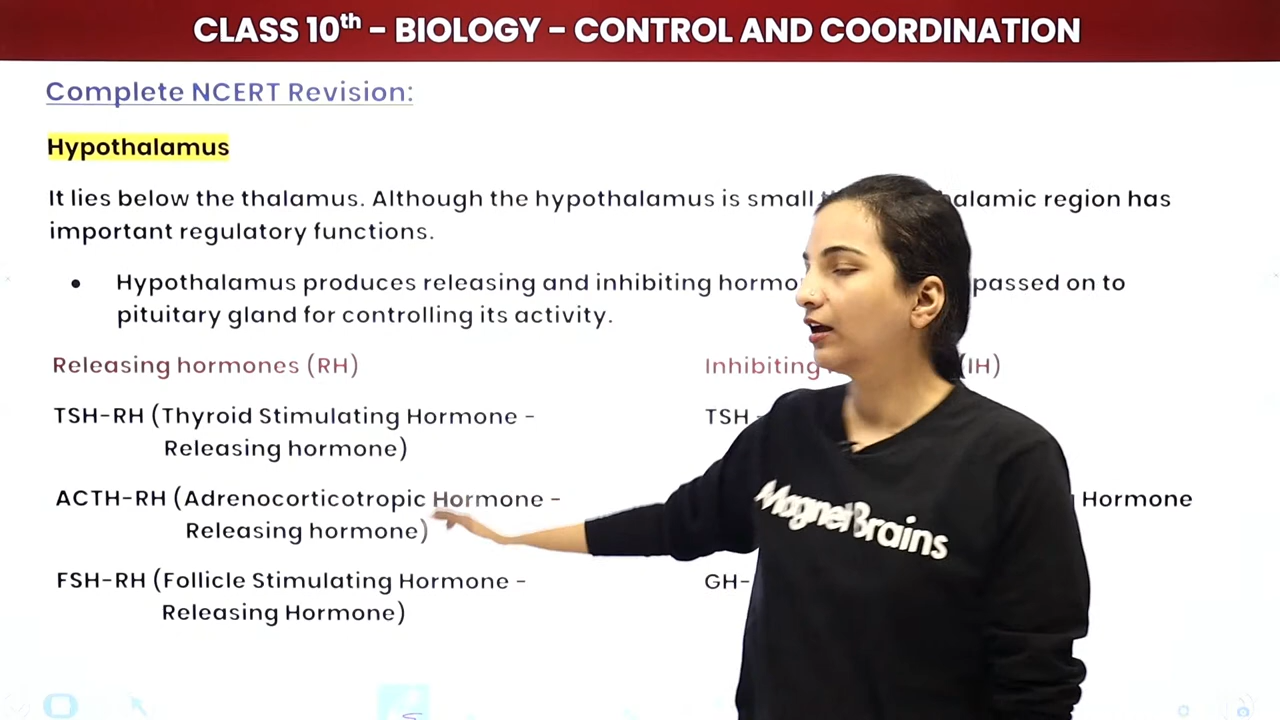 CLASS 10th - BIOLOGY - CONTROL AND COORDINATION
Complete NCERT Revision:
Hypothalamus
It lies below the thalamus. Although the hypothalamus is small region has
important regulatory functions.
• Hypothalamus produces releasing and inhibiting passed on to
pituitary gland for controlling its activity.
Releasing hormones (RH)
Inhibiting (IH)
TSH-RH (Thyroid Stimulating Hormone -
Releasing hormone)
TSH -
ACTH-RH (Adrenocorticotropic Hormone -
Releasing hormone)
Hormone
FSH-RH (Follicle Stimulating Hormone -
Releasing Hormone)
GH-
MagnetBrains